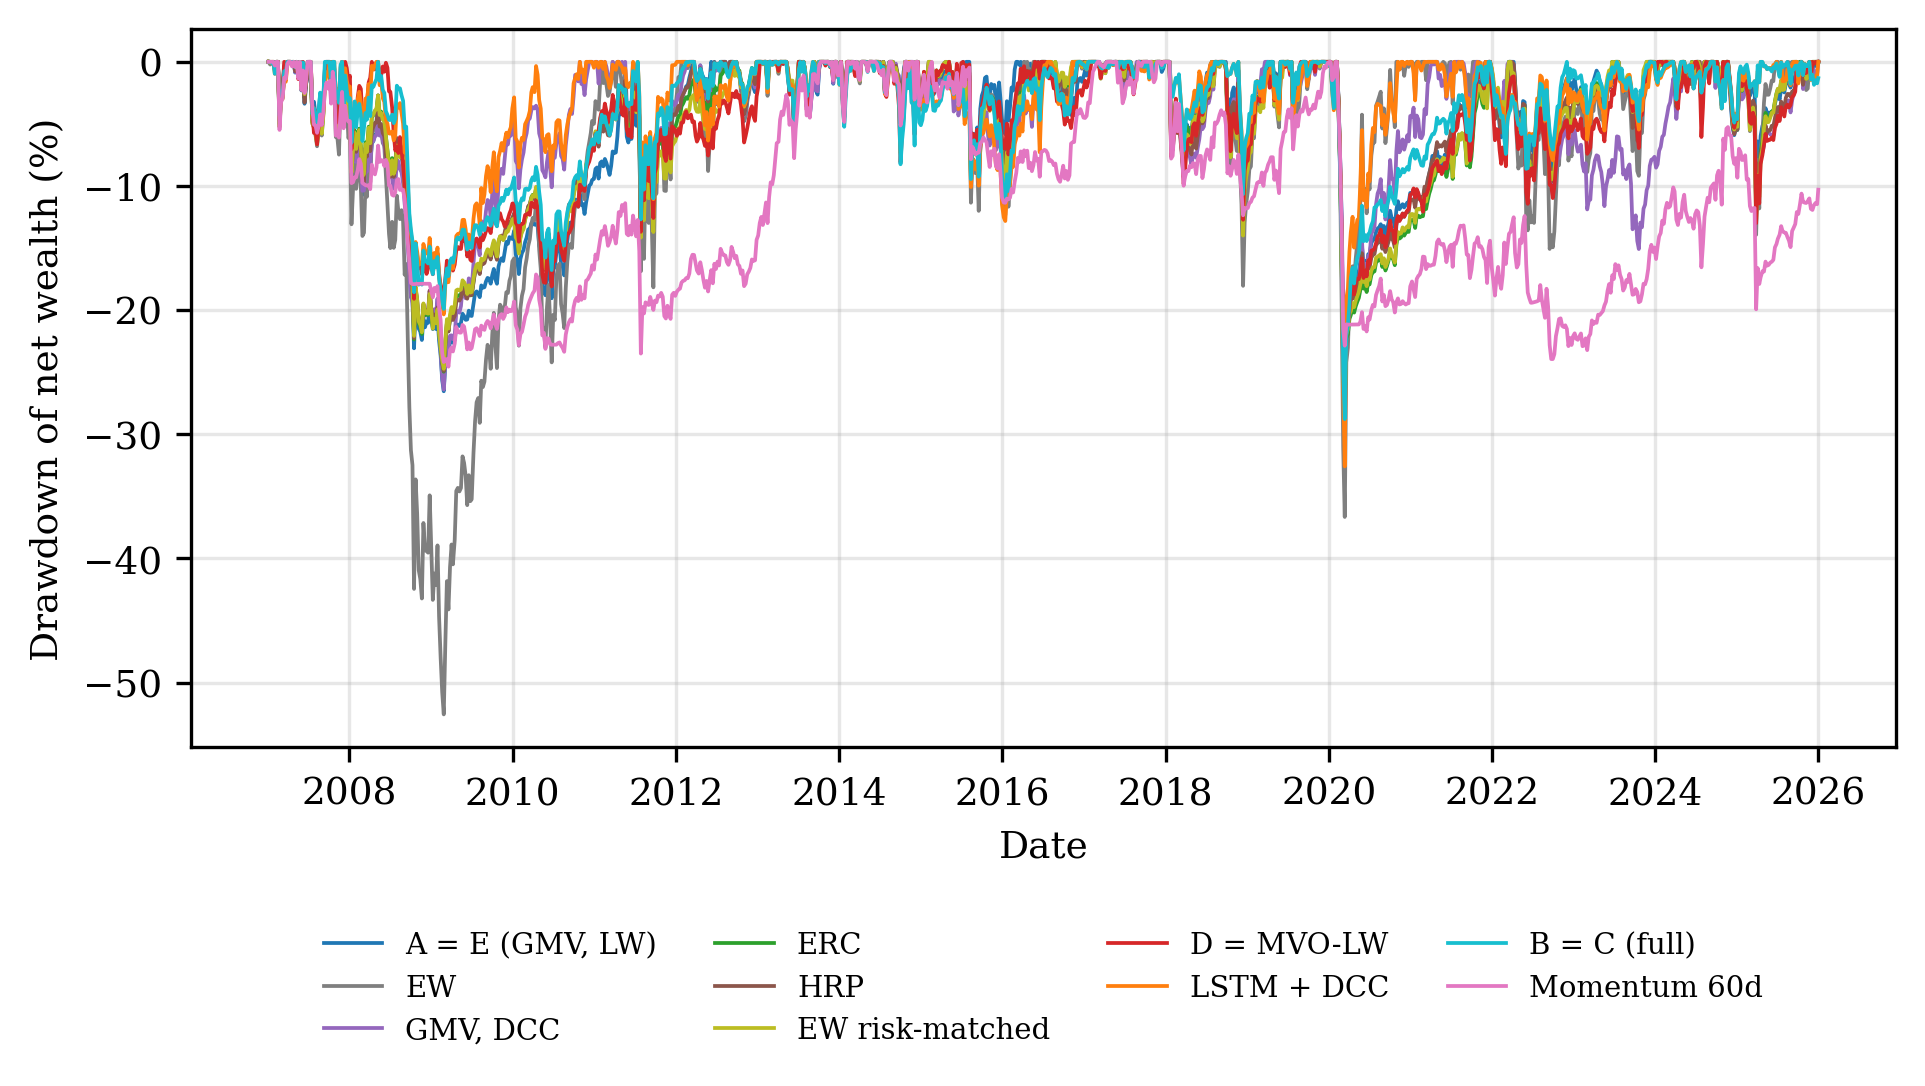 Drawdown of net wealth (%)
0
−10
−20
−30
−40
−50
2008 2010 2012 2014 2016 2018 2020 2022 2024 2026
Date
A = E (GMV, LW) ERC D = MVO-LW B = C (full)
EW HRP LSTM + DCC Momentum 60d
GMV, DCC EW risk-matched